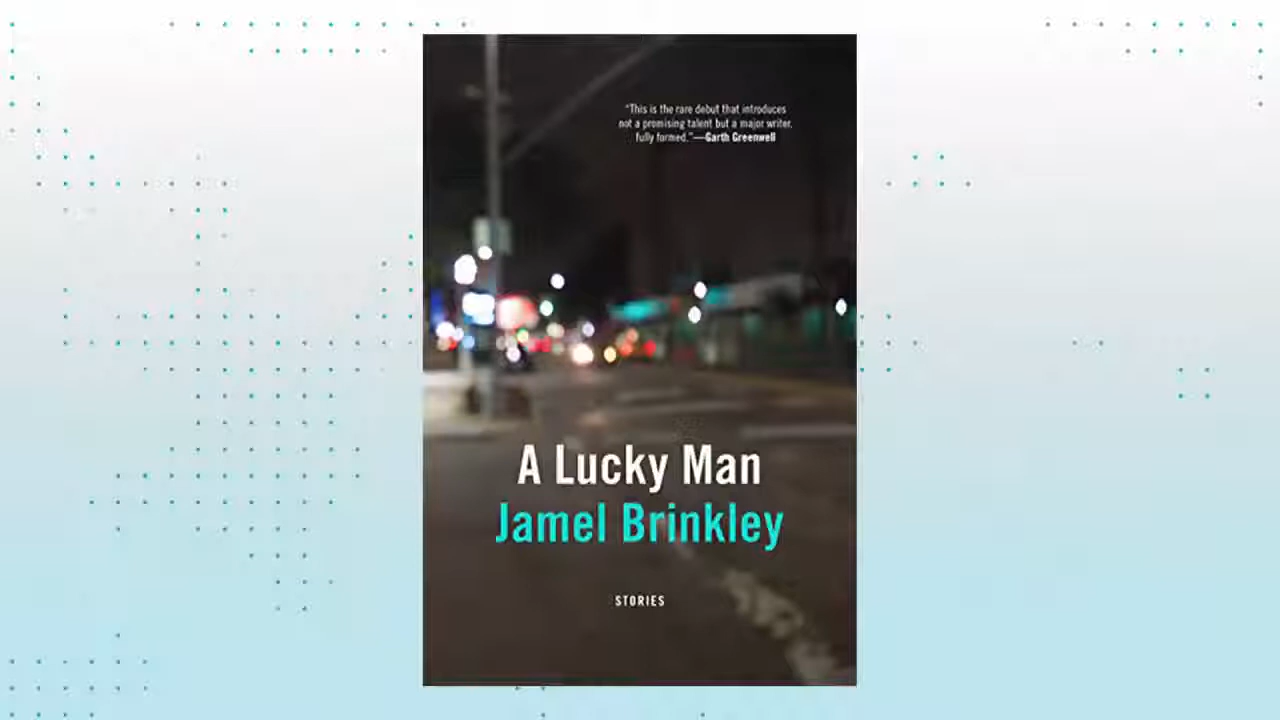 “This is the rare debut that introduces
not a promising talent but a major writer,
fully formed.”—Garth Greenwell
A Lucky Man
Jamel Brinkley
STORIES